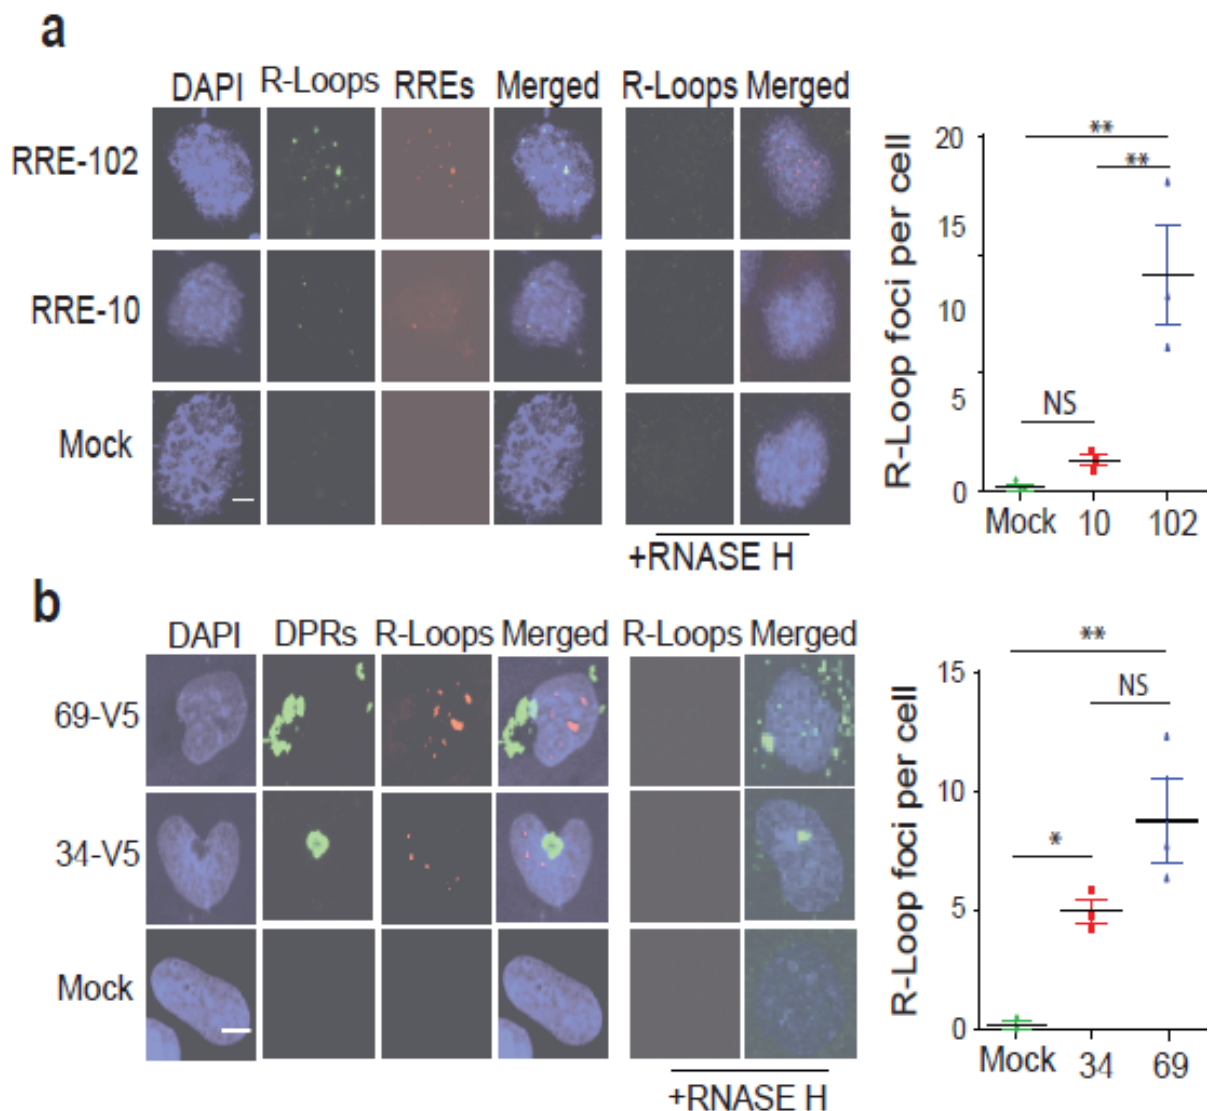 a
DAPI R-Loops RREs Merged R-Loops Merged
RRE-102
RRE-10
Mock
+RNASE H
R-Loop foci per cell
20
15
10
5
0
**
**
NS
Mock 10 102
b
DAPI DPRs R-Loops Merged R-Loops Merged
69-V5
34-V5
Mock
+RNASE H
R-Loop foci per cell
15
10
5
0
**
NS
*
Mock 34 69